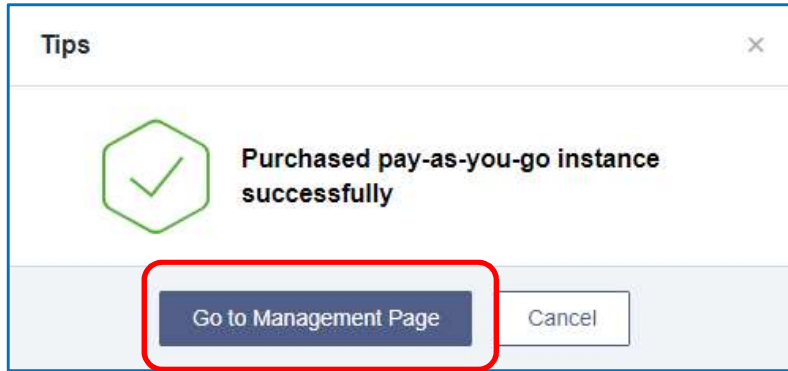 Tips
Purchased pay-as-you-go instance
successfully
Go to Management Page
Cancel